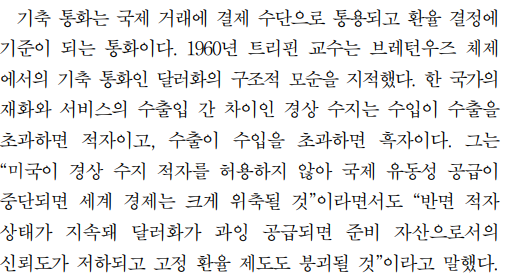 기축 통화는 국제 거래에 결제 수단으로 통용되고 환율 결정에
기준이 되는 통화이다. 1960년 트리핀 교수는 브레턴우즈 체제
에서의 기축 통화인 달러화의 구조적 모순을 지적했다. 한 국가의
재화와 서비스의 수출입 간 차이인 경상 수지는 수입이 수출을
초과하면 적자이고, 수출이 수입을 초과하면 흑자이다. 그는
“미국이 경상 수지 적자를 허용하지 않아 국제 유동성 공급이
중단되면 세계 경제는 크게 위축될 것”이라면서도 “반면 적자
상태가 지속돼 달러화가 과잉 공급되면 준비 자산으로서의
신뢰도가 저하되고 고정 환율 제도도 붕괴될 것”이라고 말했다.